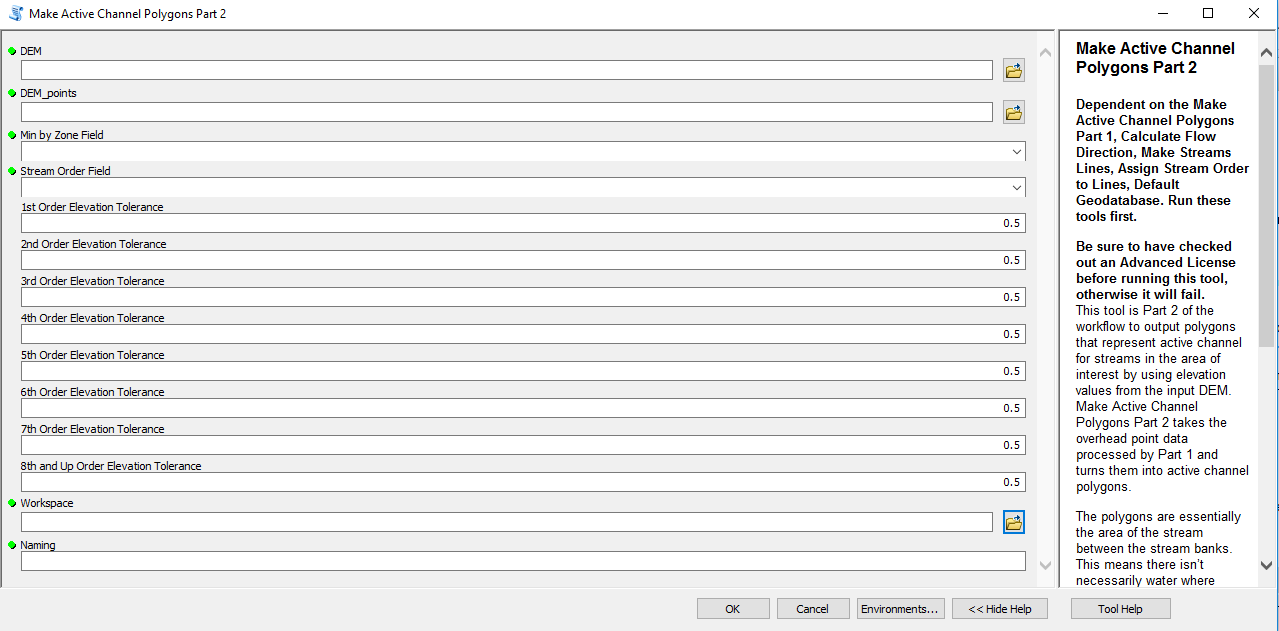 Make Active Channel Polygons Part 2
DEM
DEM_points
Min by Zone Field
Stream Order Field
1st Order Elevation Tolerance
0.5
2nd Order Elevation Tolerance
0.5
3rd Order Elevation Tolerance
0.5
4th Order Elevation Tolerance
0.5
5th Order Elevation Tolerance
0.5
6th Order Elevation Tolerance
0.5
7th Order Elevation Tolerance
0.5
8th and Up Order Elevation Tolerance
0.5
Workspace
Naming
Make Active Channel
Polygons Part 2
Dependent on the Make
Active Channel Polygons
Part 1, Calculate Flow
Direction, Make Streams
Lines, Assign Stream Order
to Lines, Default
Geodatabase. Run these
tools first.
Be sure to have checked
out an Advanced License
before running this tool,
otherwise it will fail.
This tool is Part 2 of the
workflow to output polygons
that represent active channel
for streams in the area of
interest by using elevation
values from the input DEM.
Make Active Channel
Polygons Part 2 takes the
overhead point data
processed by Part 1 and
turns them into active channel
polygons.
The polygons are essentially
the area of the stream
between the stream banks.
This means there isn't
necessarily water where
OK
Cancel
Environments...
<< Hide Help
Tool Help